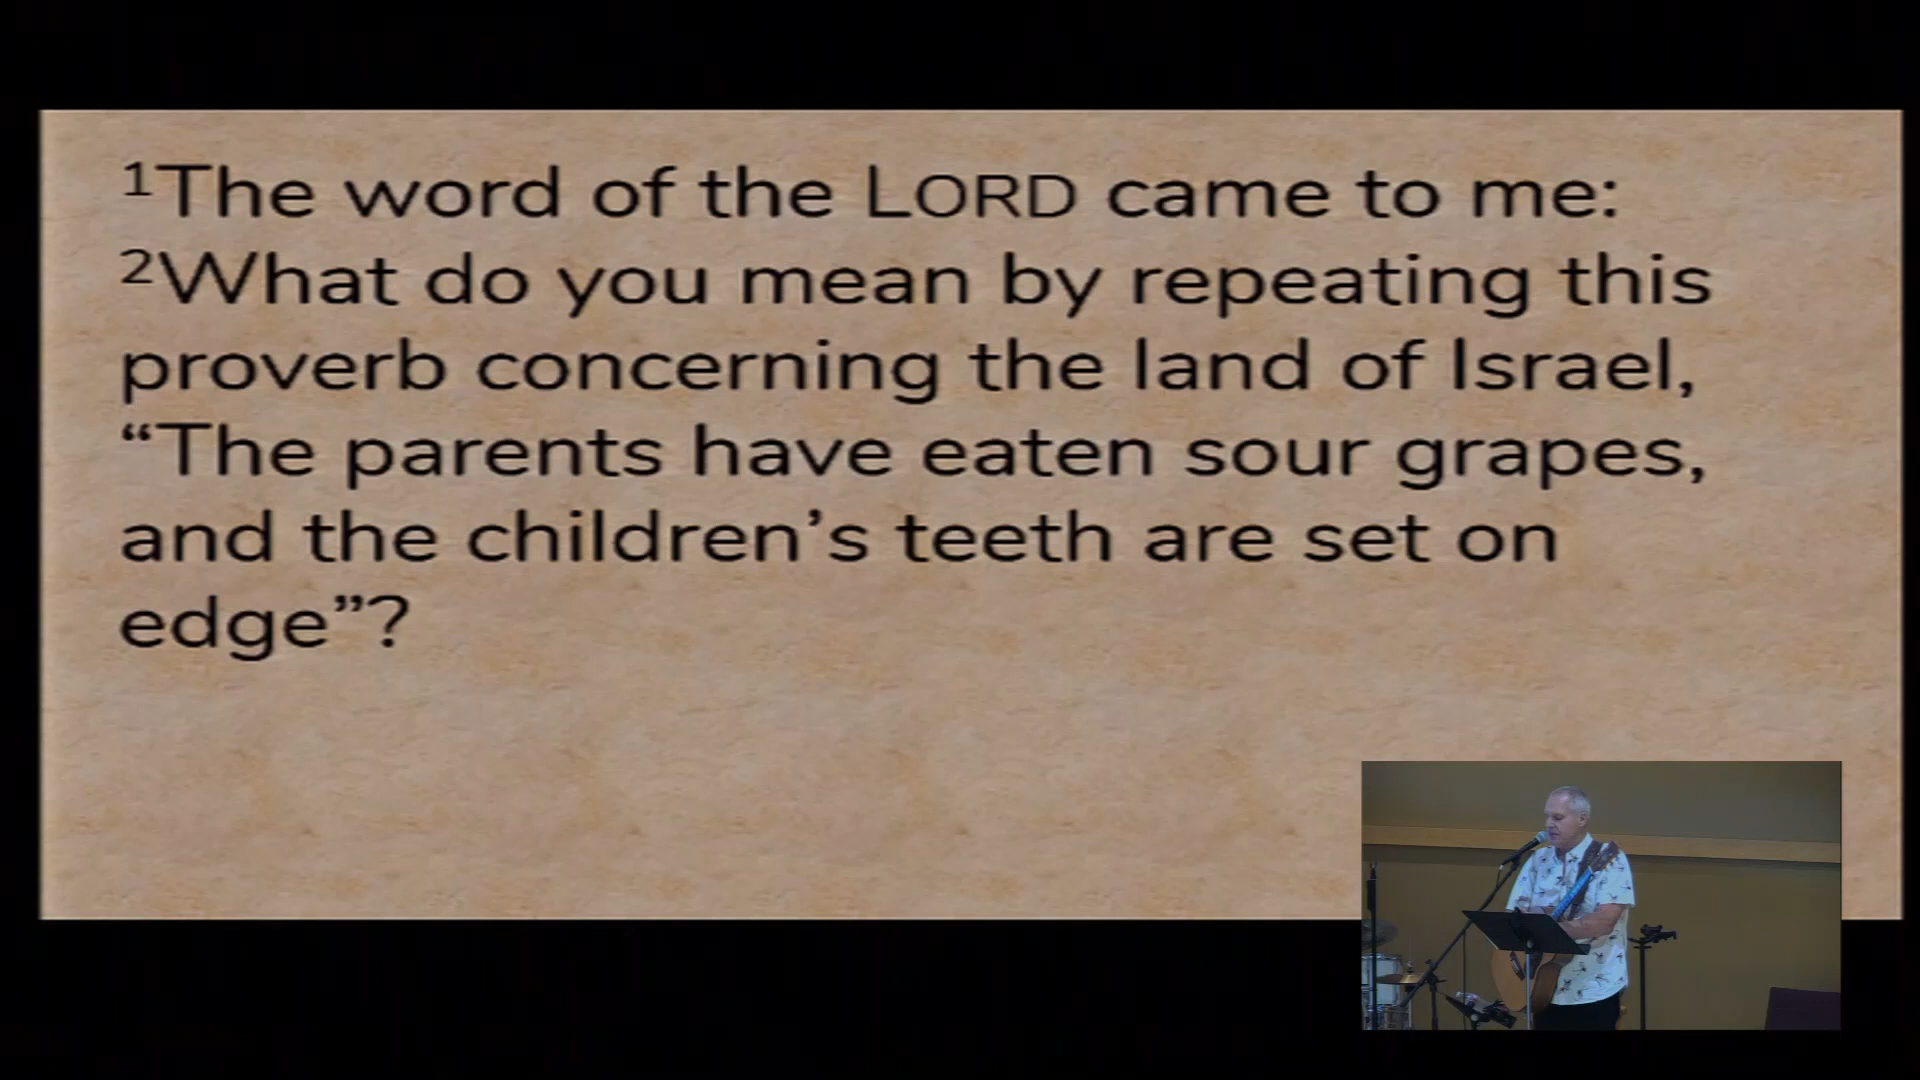 ¹The word of the LORD came to me:
²What do you mean by repeating this
proverb concerning the land of Israel,
“The parents have eaten sour grapes,
and the children’s teeth are set on
edge”?